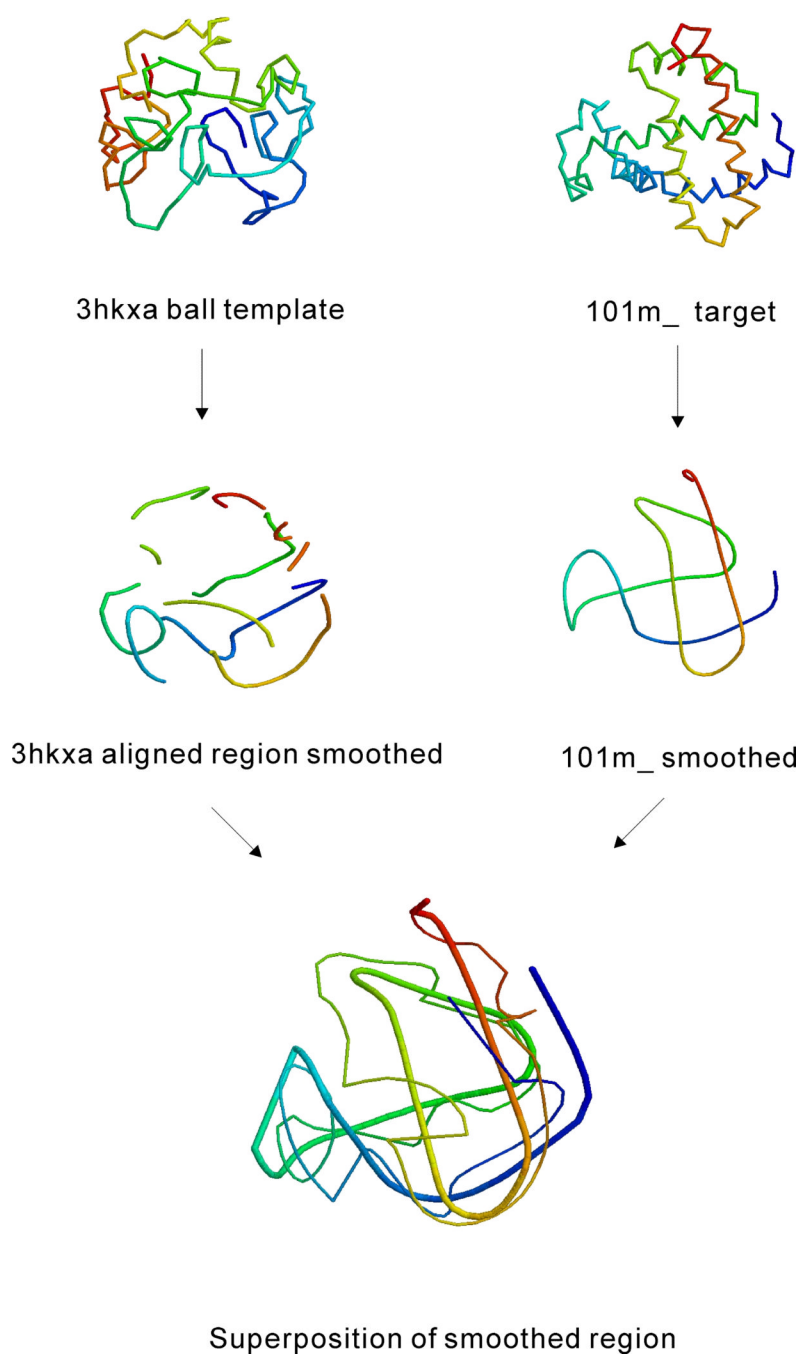 3hkxa ball template
101m_ target
3hkxa aligned region smoothed
101m_ smoothed
Superposition of smoothed region